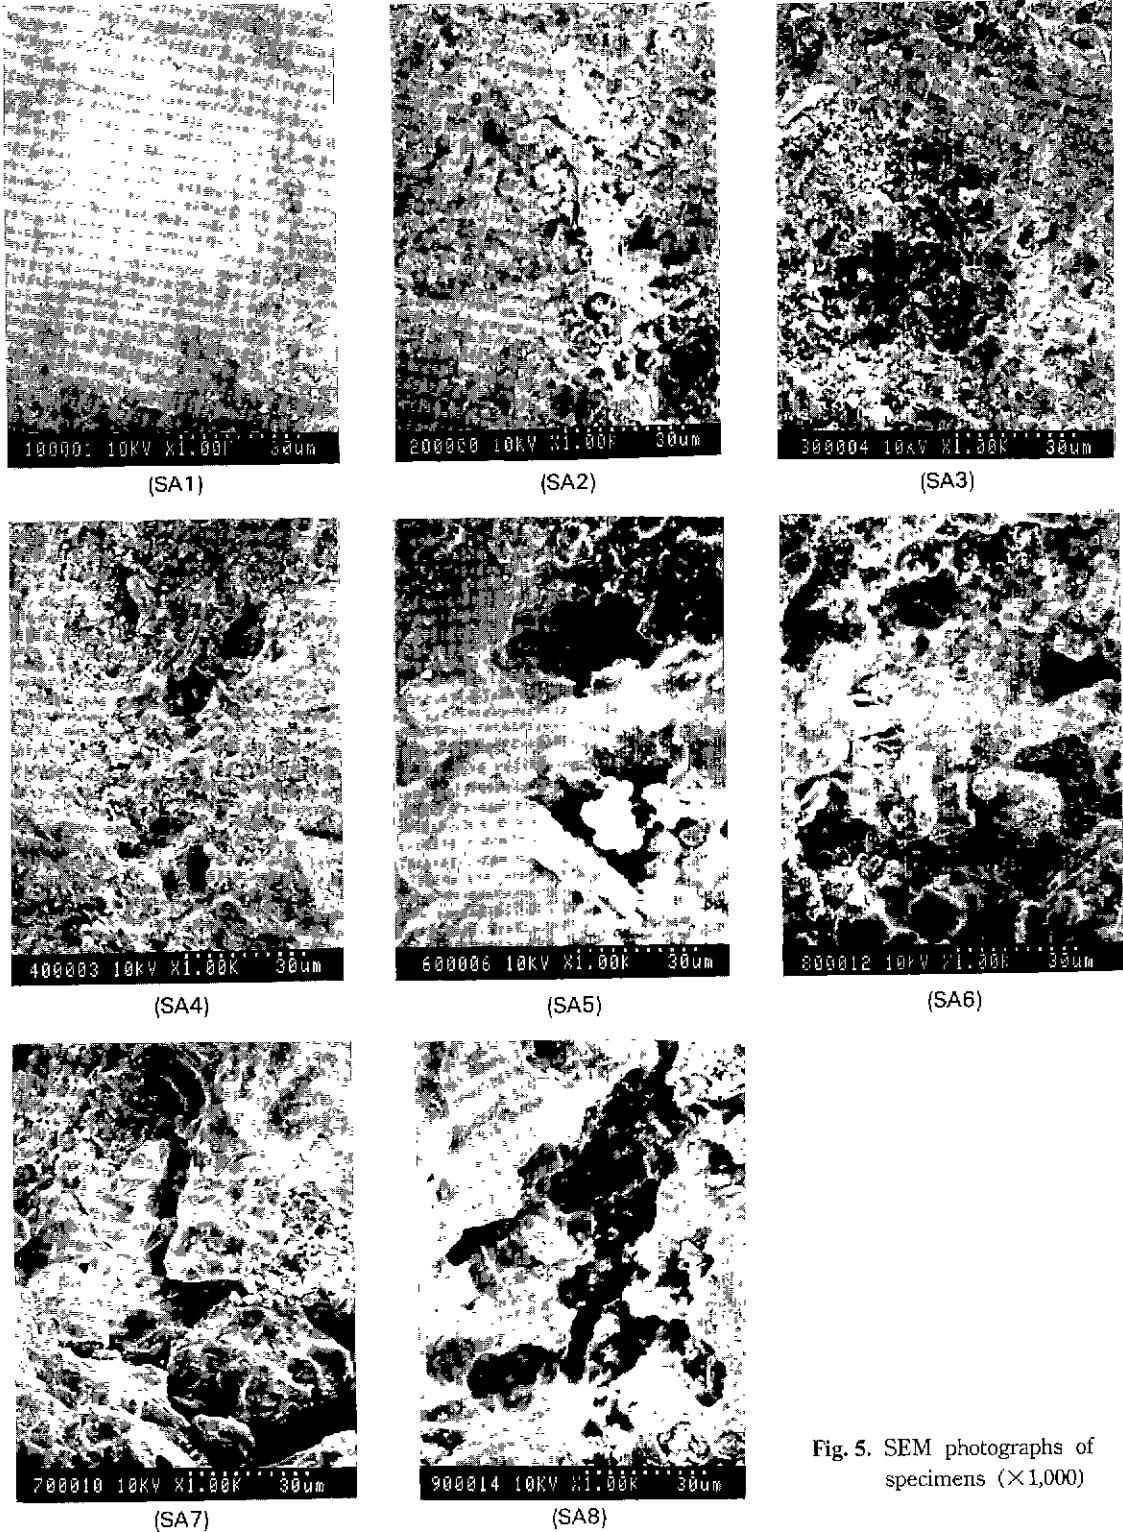 100001 10KV X1.00K 30um
200000 10KV X1.00K 30um
300004 10KV X1.00K 30um
(SA1)
(SA2)
(SA3)
400003 10KV X1.00K 30um
600006 10KV X1.00K 30um
800012 10KV X1.00K 30um
(SA4)
(SA5)
(SA6)
700010 10KV X1.00K 30um
900014 10KV X1.00K 30um
(SA7)
(SA8)
Fig. 5. SEM photographs of
specimens (×1,000)